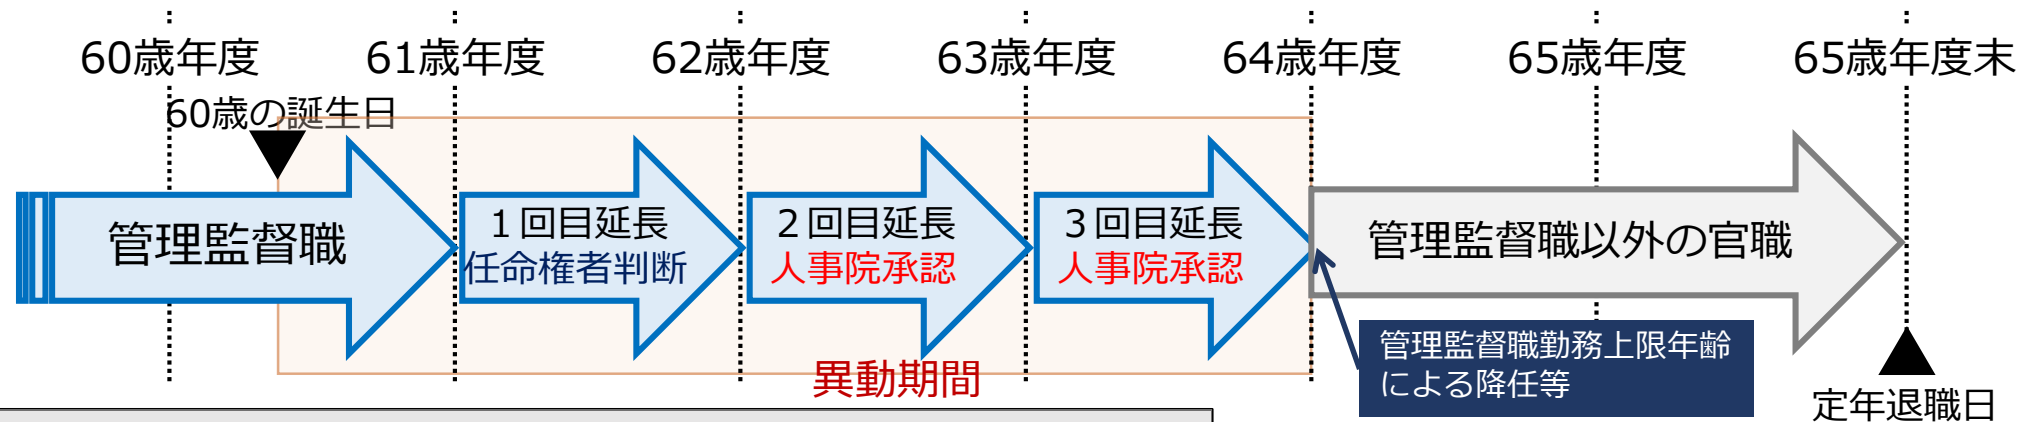 60歳年度
61歳年度
62歳年度
63歳年度
64歳年度
65歳年度
65歳年度末
60歳の誕生日
管理監督職
１回目延長
任命権者判断
２回目延長
人事院承認
３回目延長
人事院承認
管理監督職以外の官職
異動期間
管理監督職勤務上限年齢
による降任等
定年退職日